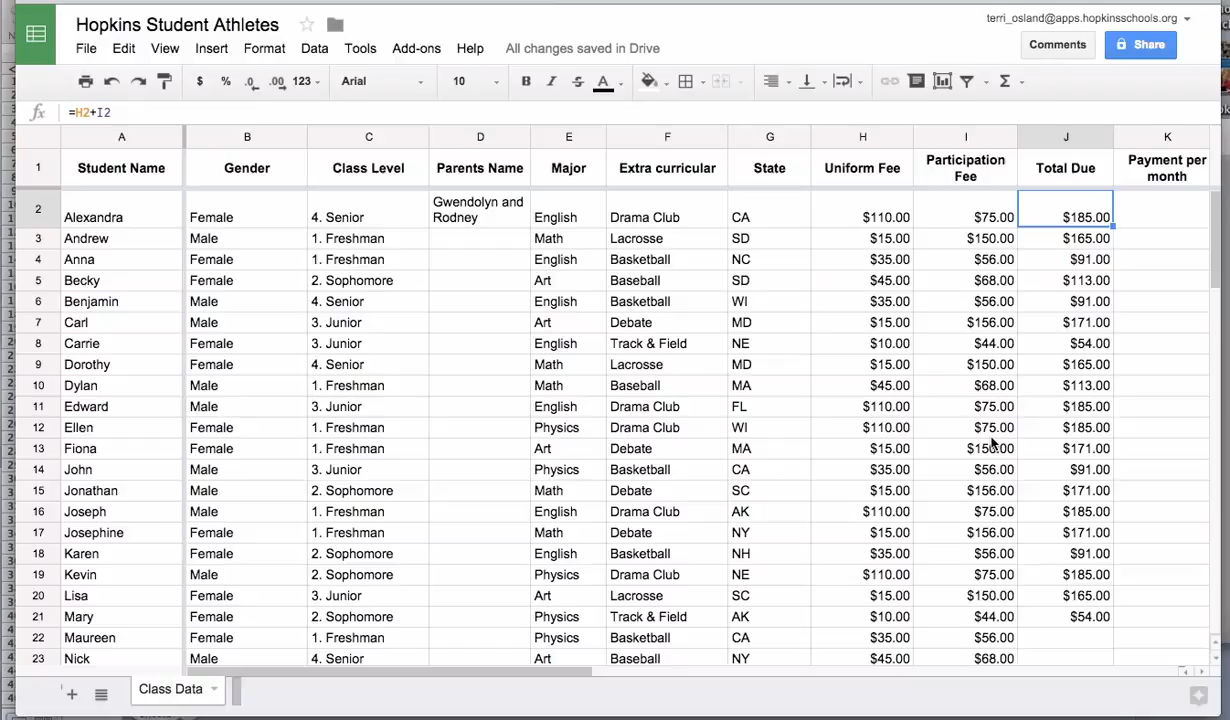 Hopkins Student Athletes
terri_osland@apps.hopkinsschools.org
File Edit View Insert Format Data Tools Add-ons Help All changes saved in Drive
Comments Share
$ % .0 .00 123 Arial 10 B I S A Σ
fx =H2+I2
A B C D E F G H I J K
1 Student Name Gender Class Level Parents Name Major Extra curricular State Uniform Fee Participation Fee Total Due Payment per month
2 Alexandra Female 4. Senior Gwendolyn and Rodney English Drama Club CA $110.00 $75.00 $185.00
3 Andrew Male 1. Freshman Math Lacrosse SD $15.00 $150.00 $165.00
4 Anna Female 1. Freshman English Basketball NC $35.00 $56.00 $91.00
5 Becky Female 2. Sophomore Art Baseball SD $45.00 $68.00 $113.00
6 Benjamin Male 4. Senior English Basketball WI $35.00 $56.00 $91.00
7 Carl Male 3. Junior Art Debate MD $15.00 $156.00 $171.00
8 Carrie Female 3. Junior English Track & Field NE $10.00 $44.00 $54.00
9 Dorothy Female 4. Senior Math Lacrosse MD $15.00 $150.00 $165.00
10 Dylan Male 1. Freshman Math Baseball MA $45.00 $68.00 $113.00
11 Edward Male 3. Junior English Drama Club FL $110.00 $75.00 $185.00
12 Ellen Female 1. Freshman Physics Drama Club WI $110.00 $75.00 $185.00
13 Fiona Female 1. Freshman Art Debate MA $15.00 $156.00 $171.00
14 John Male 3. Junior Physics Basketball CA $35.00 $56.00 $91.00
15 Jonathan Male 2. Sophomore Math Debate SC $15.00 $156.00 $171.00
16 Joseph Male 1. Freshman English Drama Club AK $110.00 $75.00 $185.00
17 Josephine Female 1. Freshman Math Debate NY $15.00 $156.00 $171.00
18 Karen Female 2. Sophomore English Basketball NH $35.00 $56.00 $91.00
19 Kevin Male 2. Sophomore Physics Drama Club NE $110.00 $75.00 $185.00
20 Lisa Female 3. Junior Art Lacrosse SC $15.00 $150.00 $165.00
21 Mary Female 2. Sophomore Physics Track & Field AK $10.00 $44.00 $54.00
22 Maureen Female 1. Freshman Physics Basketball CA $35.00 $56.00
23 Nick Male 4. Senior Art Baseball NY $45.00 $68.00
Class Data